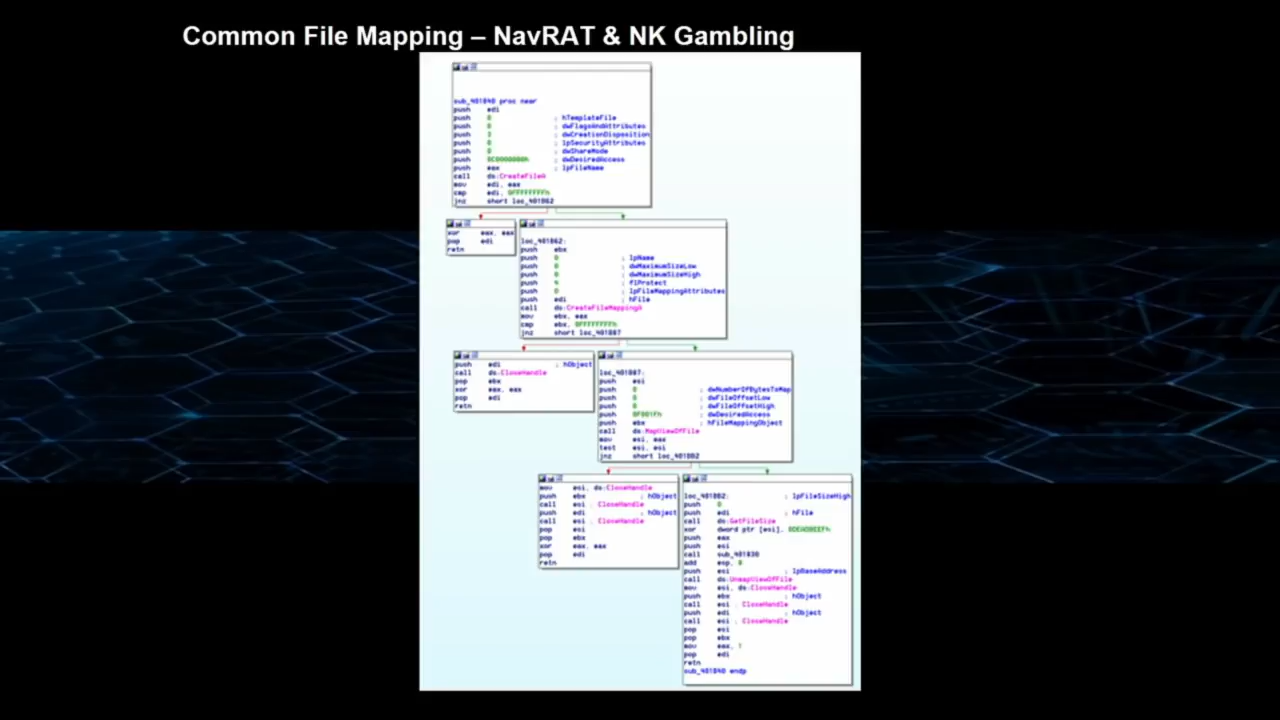 Common File Mapping – NavRAT & NK Gambling
sub_401840 proc near
push edi
push 0 ; hTemplateFile
push 0 ; dwFlagsAndAttributes
push 3 ; dwCreationDisposition
push 0 ; lpSecurityAttributes
push 0 ; dwShareMode
push 0C0000000h ; dwDesiredAccess
push eax ; lpFileName
call ds:CreateFileA
mov edi, eax
cmp edi, 0FFFFFFFFh
jnz short loc_401862
xor eax, eax
pop edi
retn
loc_401862:
push ebx
push 0 ; lpName
push 0 ; dwMaximumSizeLow
push 0 ; dwMaximumSizeHigh
push 4 ; flProtect
push 0 ; lpFileMappingAttributes
push edi ; hFile
call ds:CreateFileMappingA
mov ebx, eax
cmp ebx, 0FFFFFFFFh
jnz short loc_401887
push edi ; hObject
call ds:CloseHandle
pop ebx
xor eax, eax
pop edi
retn
loc_401887:
push esi
push 0 ; dwNumberOfBytesToMap
push 0 ; dwFileOffsetLow
push 0 ; dwFileOffsetHigh
push 0F001Fh ; dwDesiredAccess
push ebx ; hFileMappingObject
call ds:MapViewOfFile
mov esi, eax
test esi, esi
jnz short loc_4018B2
mov esi, ds:CloseHandle
push ebx ; hObject
call esi ; CloseHandle
push edi ; hObject
call esi ; CloseHandle
pop esi
pop ebx
xor eax, eax
pop edi
retn
loc_4018B2: ; lpFileSizeHigh
push 0
push edi ; hFile
call ds:GetFileSize
xor dword ptr [esi], 0DEADBEEFh
push eax
push esi
call sub_401830
add esp, 8
push esi ; lpBaseAddress
call ds:UnmapViewOfFile
mov esi, ds:CloseHandle
push ebx ; hObject
call esi ; CloseHandle
push edi ; hObject
call esi ; CloseHandle
pop esi
pop ebx
mov eax, 1
pop edi
retn
sub_401840 endp